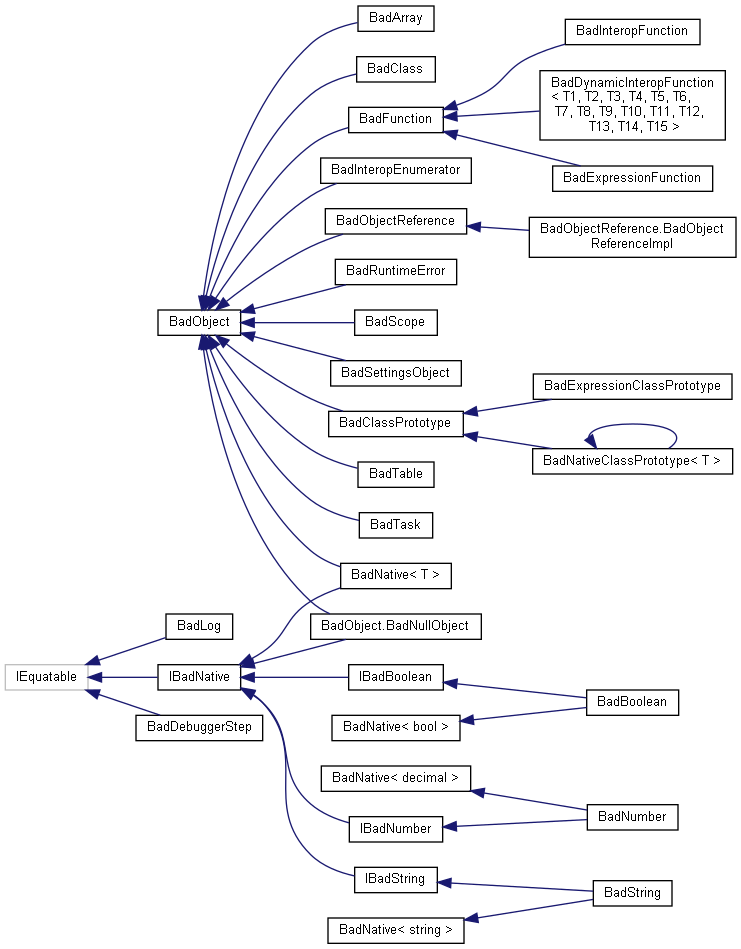 BadArray
BadInteropFunction
BadClass
BadDynamicInteropFunction
< T1, T2, T3, T4, T5, T6,
T7, T8, T9, T10, T11, T12,
T13, T14, T15 >
BadFunction
BadInteropEnumerator
BadExpressionFunction
BadObjectReference
BadObjectReference.BadObject
ReferenceImpl
BadRuntimeError
BadObject
BadScope
BadSettingsObject
BadExpressionClassPrototype
BadClassPrototype
BadNativeClassPrototype< T >
BadTable
BadTask
BadNative< T >
BadLog
BadObject.BadNullObject
IEquatable
IBadNative
IBadBoolean
BadBoolean
BadDebuggerStep
BadNative< bool >
BadNative< decimal >
BadNumber
IBadNumber
IBadString
BadString
BadNative< string >